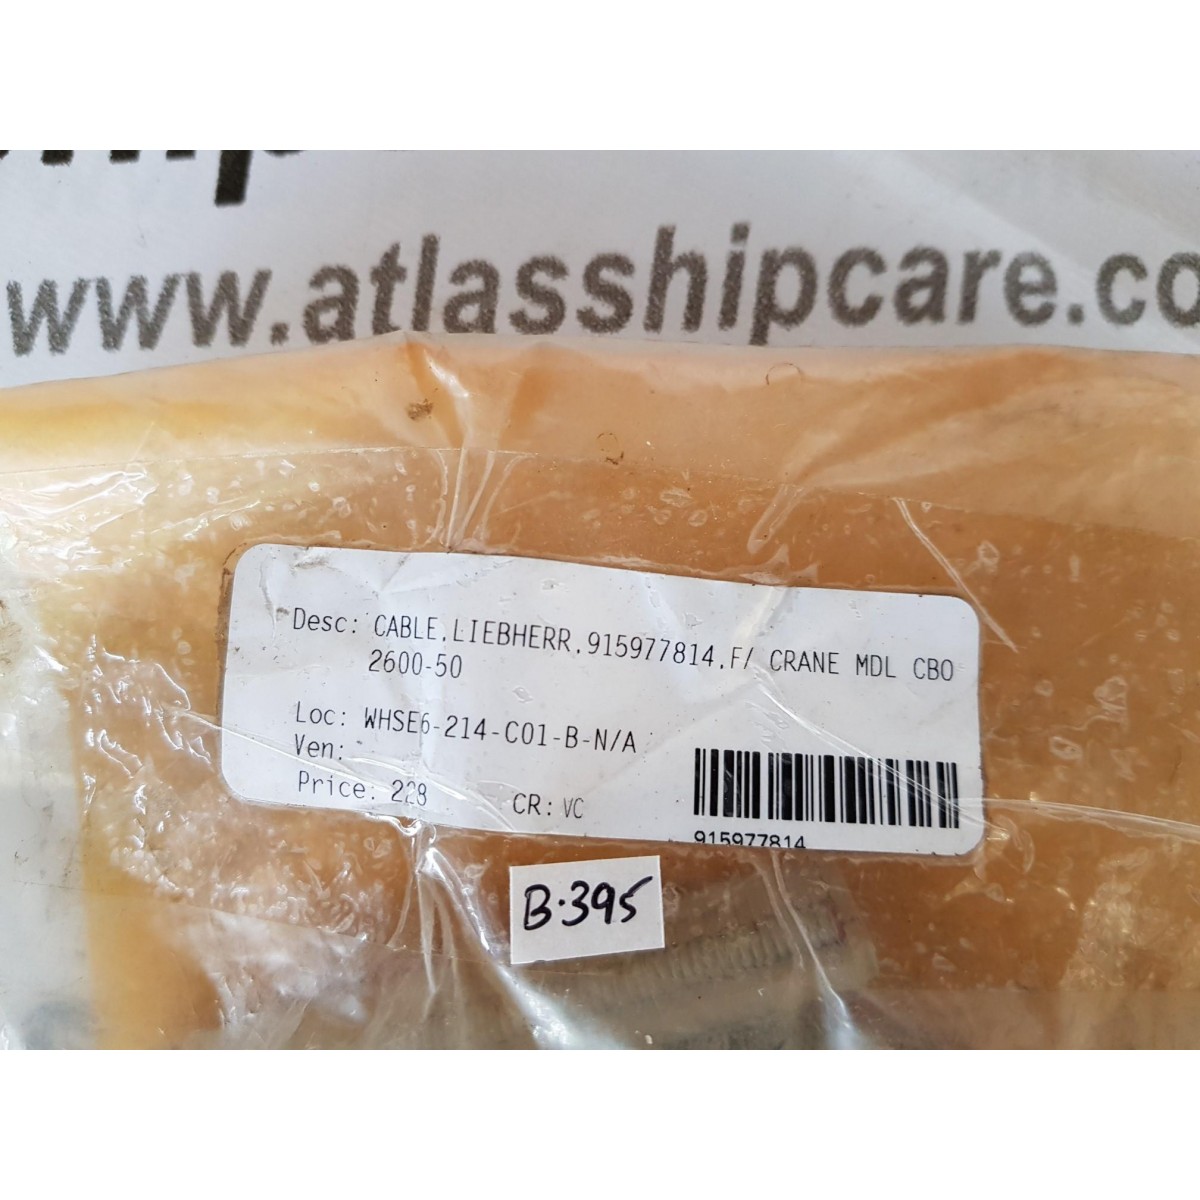 www.atlasshipcare.co
Desc: CABLE,LIEBHERR,915977814,F/ CRANE MDL CBO
2600-50
Loc: WHSE6-214-C01-B-N/A
Ven:
Price: 228 CR: VC
915977814
B.395